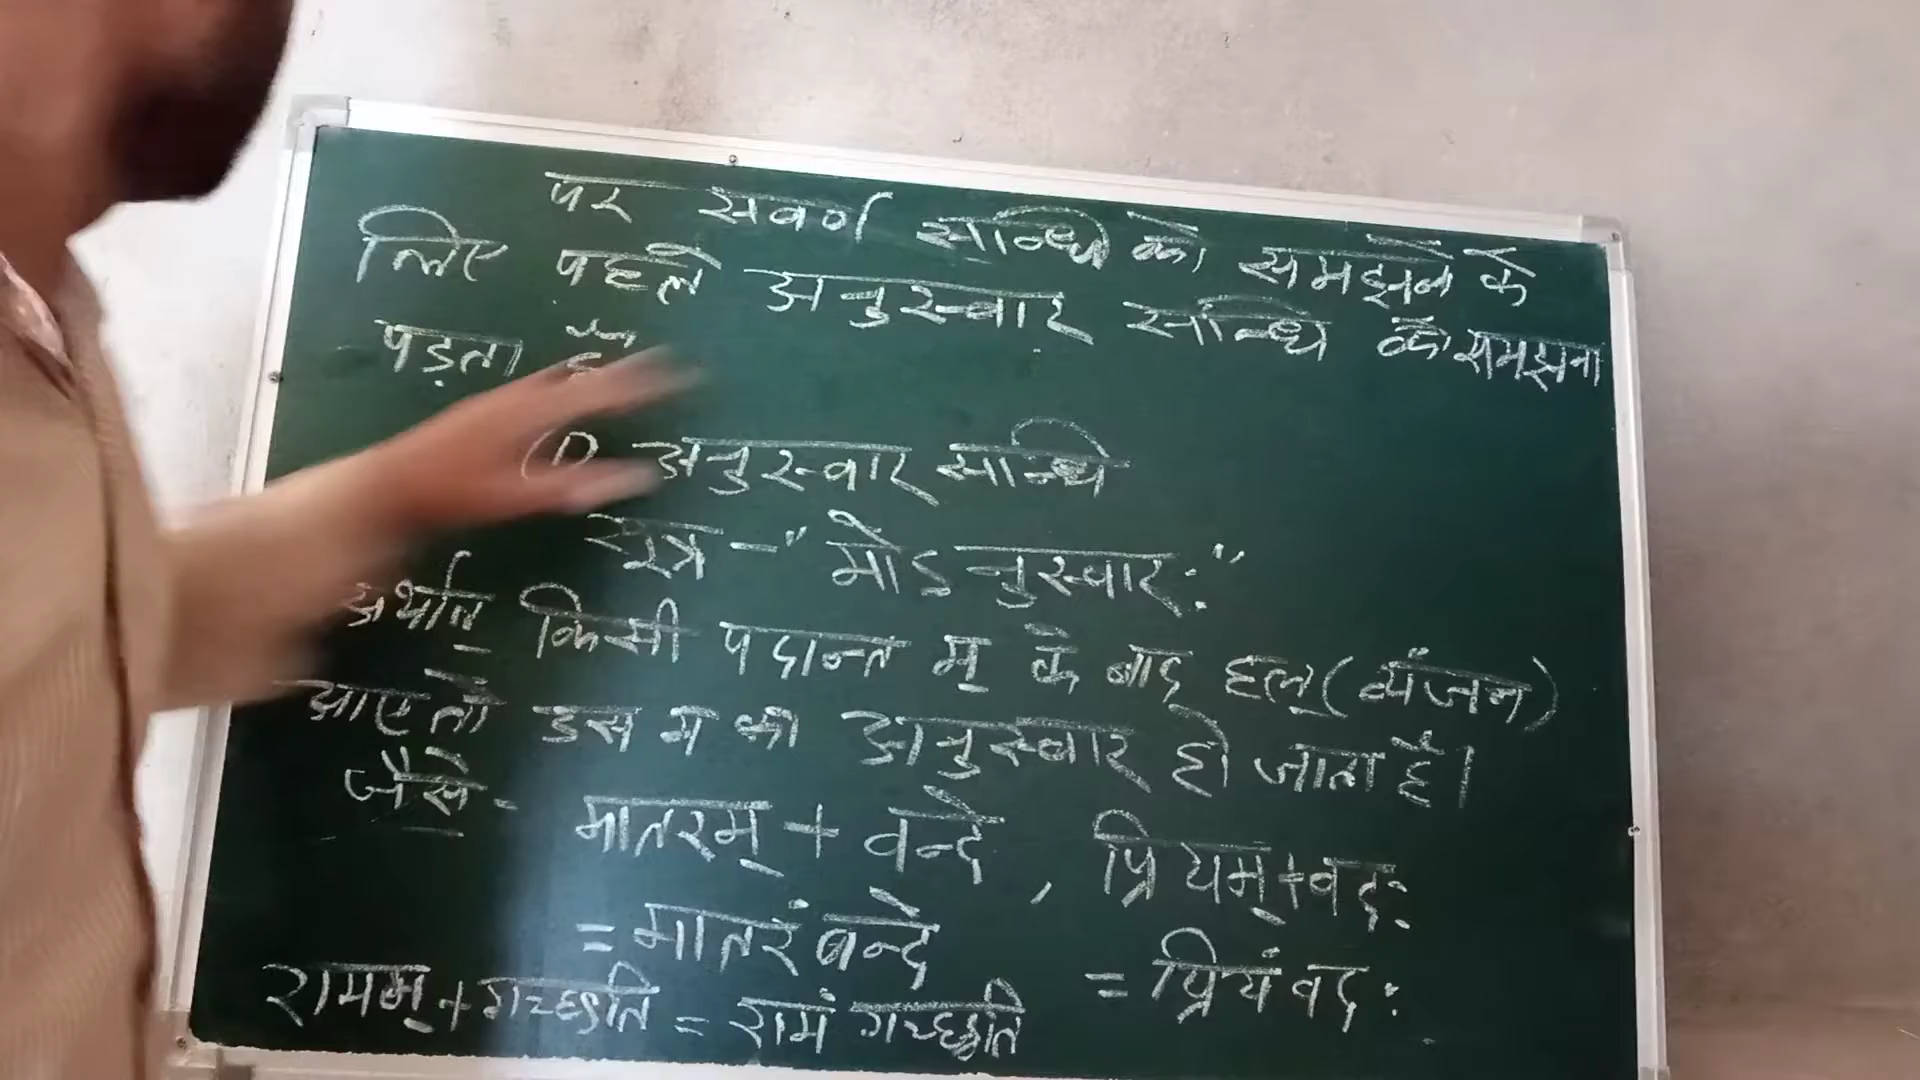 पर सवर्ण सन्धि को समझने के
लिए पहले अनुस्वार सन्धि को समझना
पड़ता है
① अनुस्वार सन्धि
सूत्र - "मोऽनुस्वारः"
अर्थात् किसी पदान्त म् के बाद हल् (व्यंजन)
आए तो उस म को अनुस्वार हो जाता है।
जैसे - मातरम् + वन्दे , प्रियम् + वदः
= मातरं वन्दे = प्रियं वदः
रामम् + गच्छति = रामं गच्छति